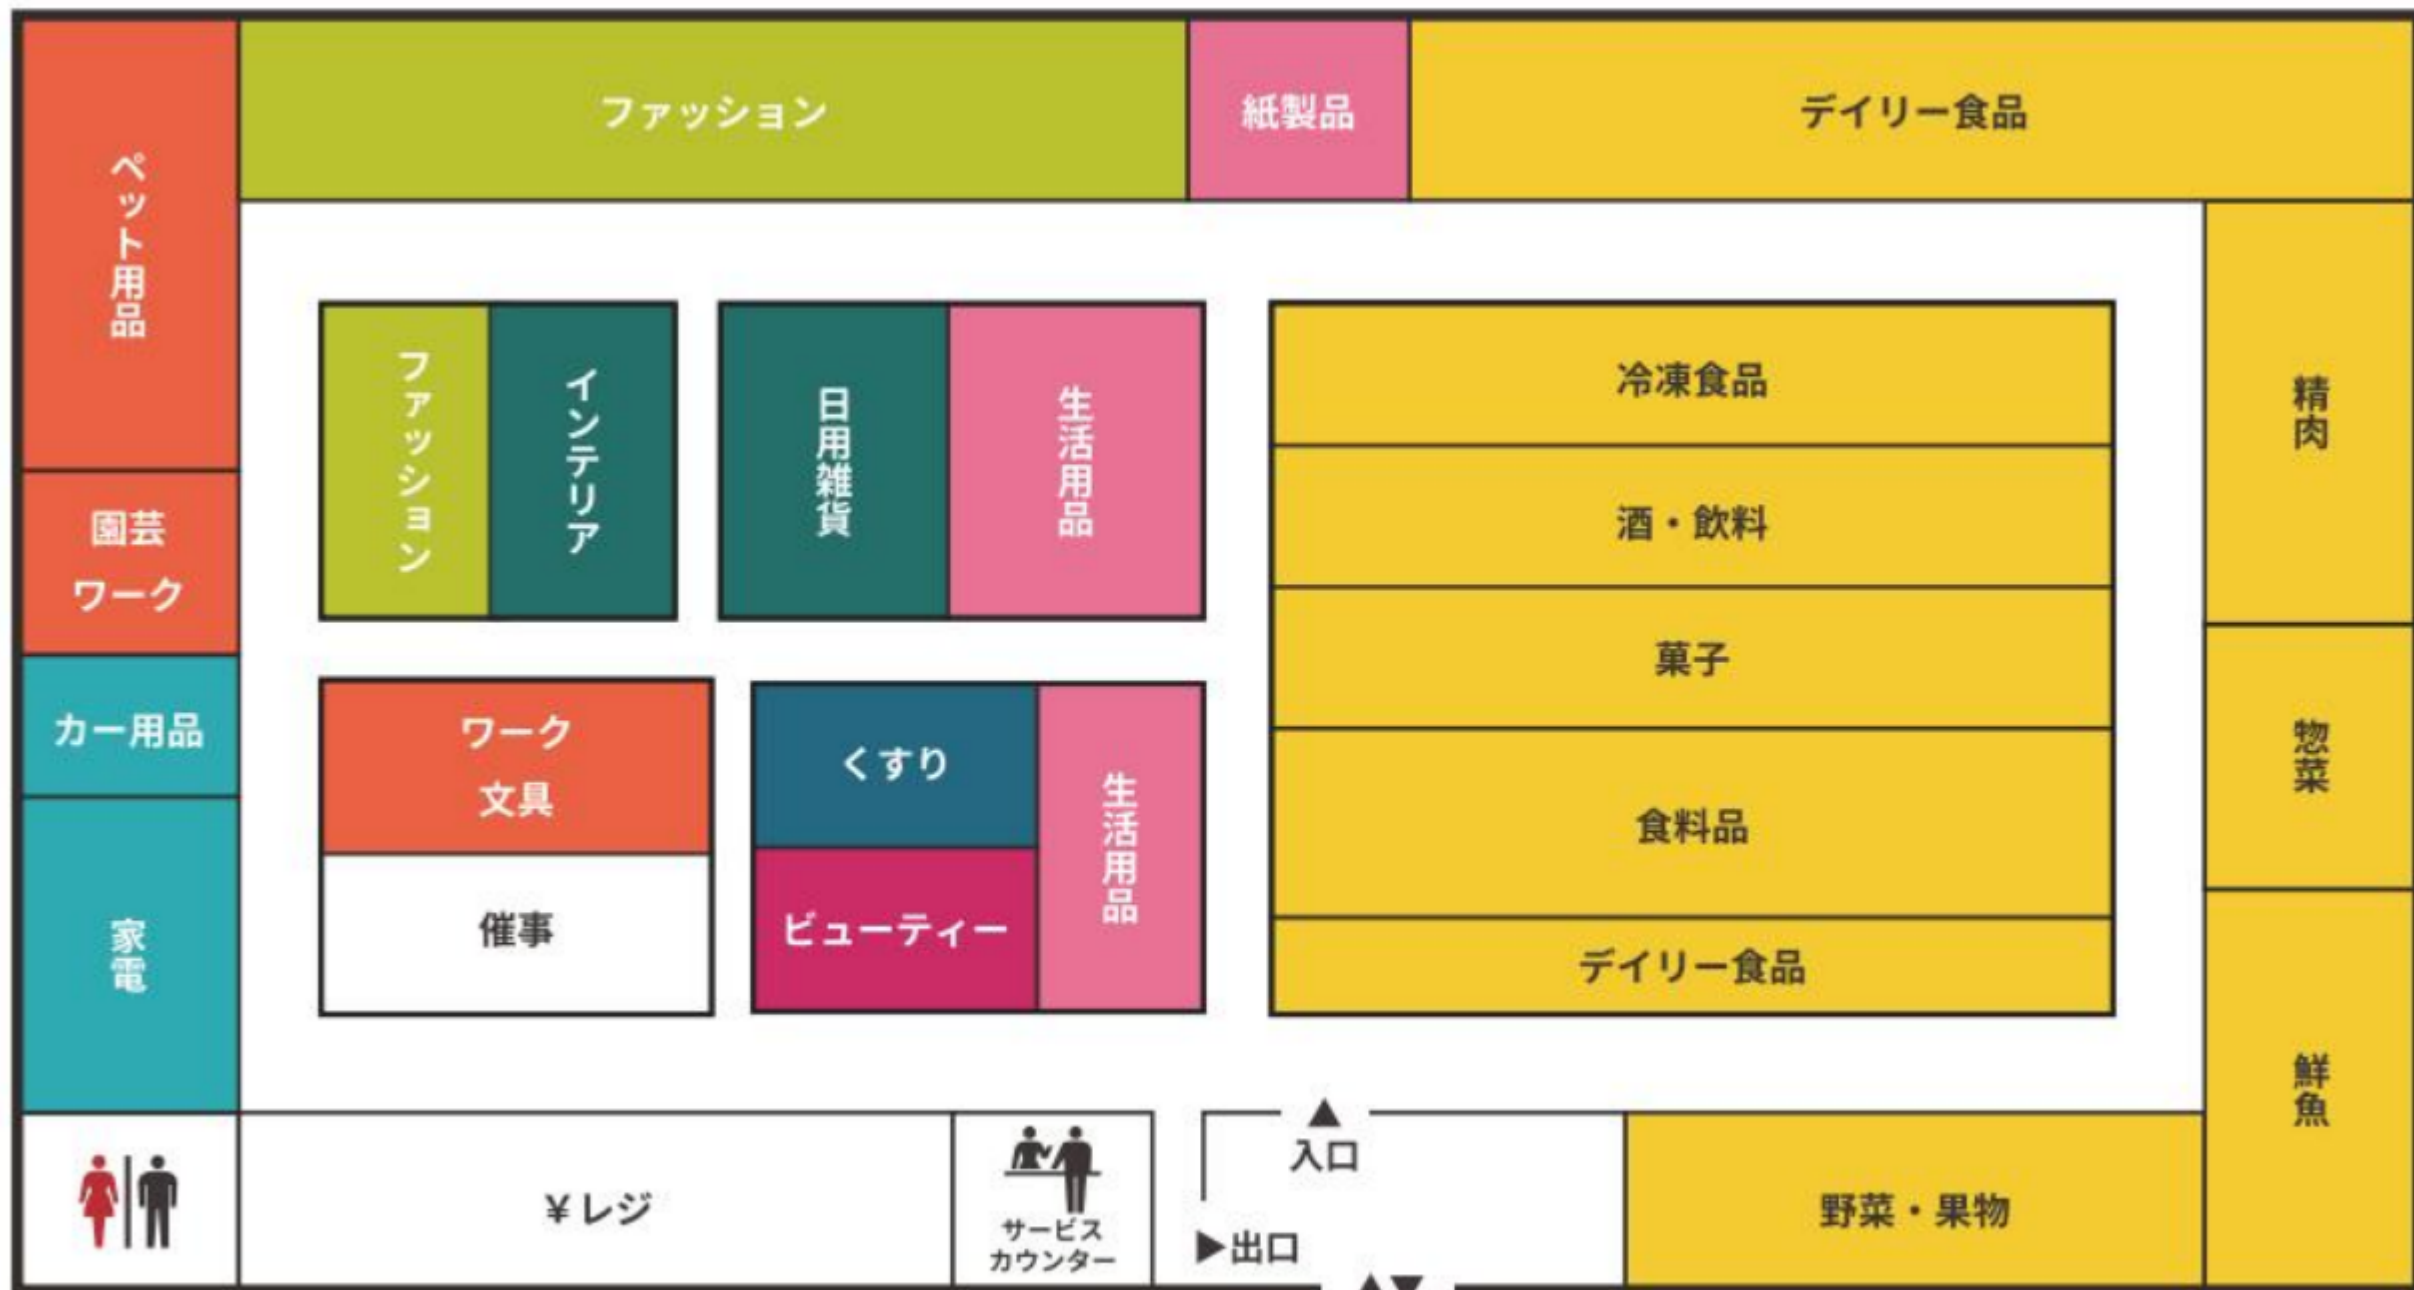 ファッション
紙製品
デイリー食品
ペット用品
園芸
ワーク
カー用品
家電
ファッション
インテリア
日用雑貨
生活用品
ワーク
文具
催事
くすり
ビューティー
生活用品
冷凍食品
酒・飲料
菓子
食料品
デイリー食品
精肉
惣菜
鮮魚
¥レジ
サービス
カウンター
▲
入口
▶出口
▲▼
野菜・果物